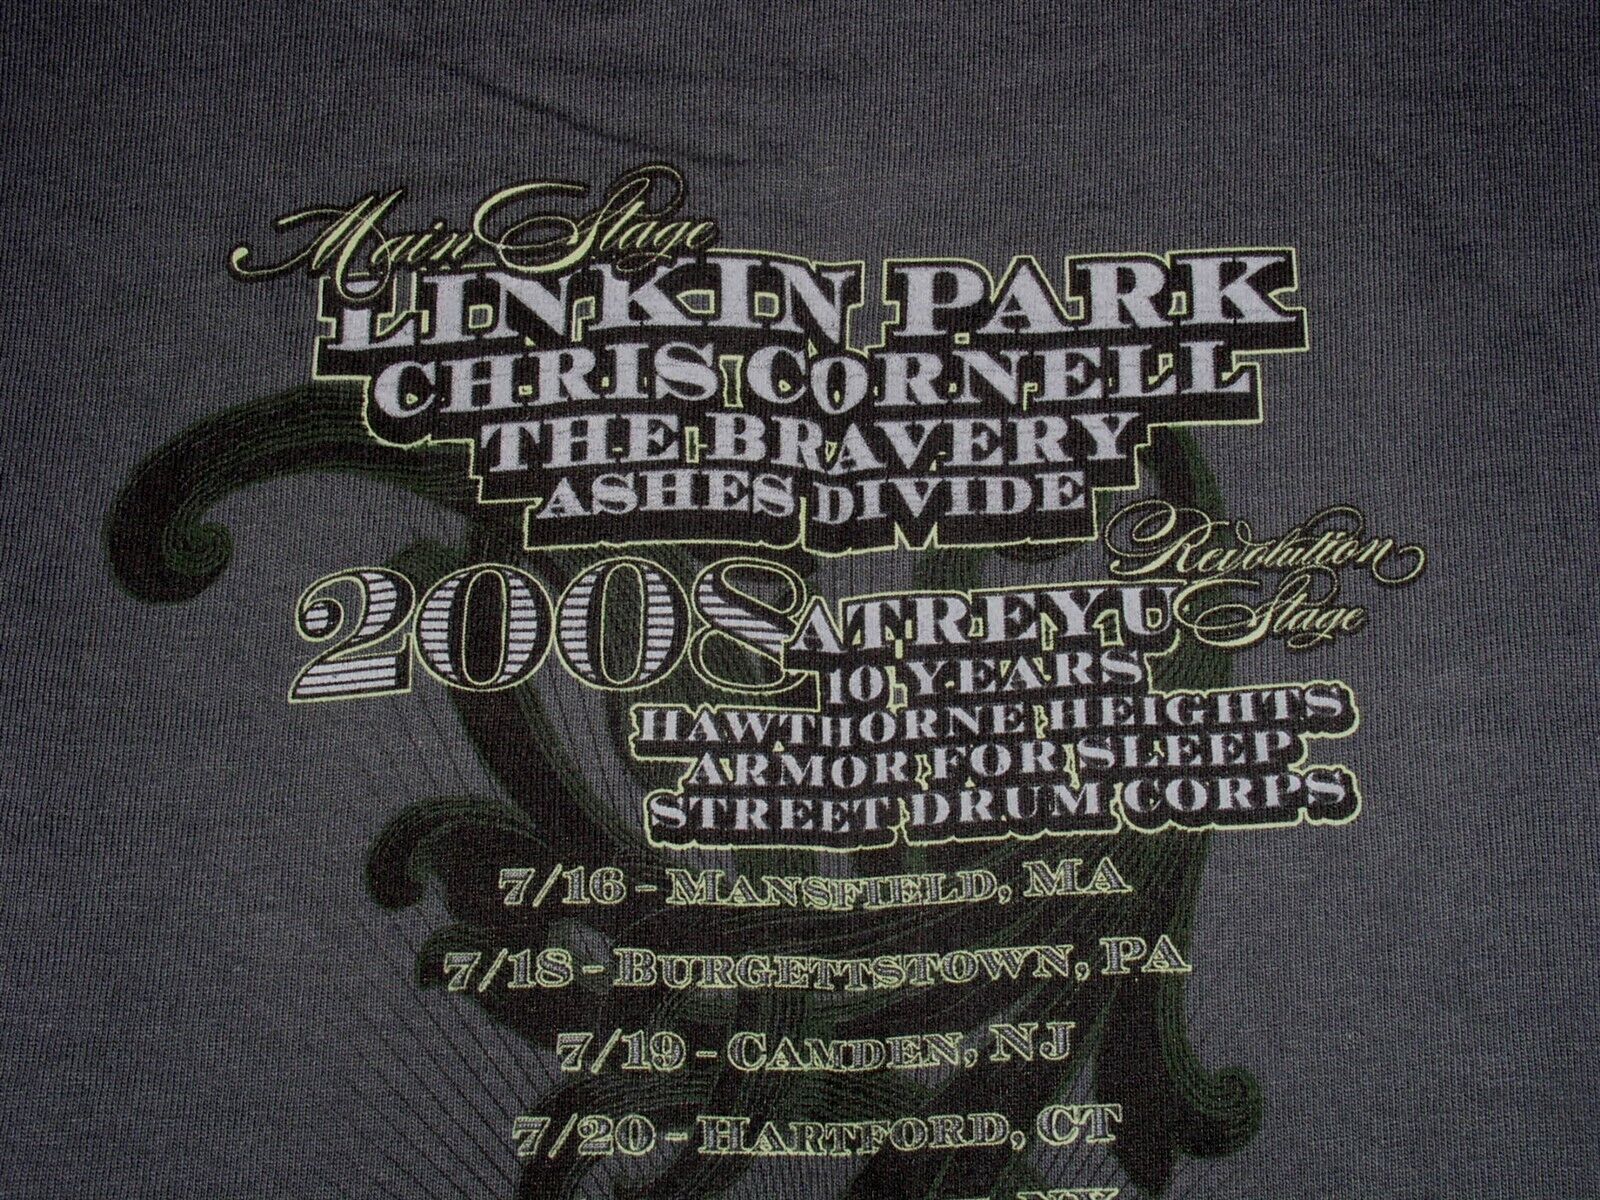 Main Stage
LINKIN PARK
CHRIS CORNELL
THE BRAVERY
ASHES DIVIDE
2008
Revolution
Stage
ATREYU
10 YEARS
HAWTHORNE HEIGHTS
ARMOR FOR SLEEP
STREET DRUM CORPS
7/16 - MANSFIELD, MA
7/18 - BURGETTSTOWN, PA
7/19 - CAMDEN, NJ
7/20 - HARTFORD, CT
NY